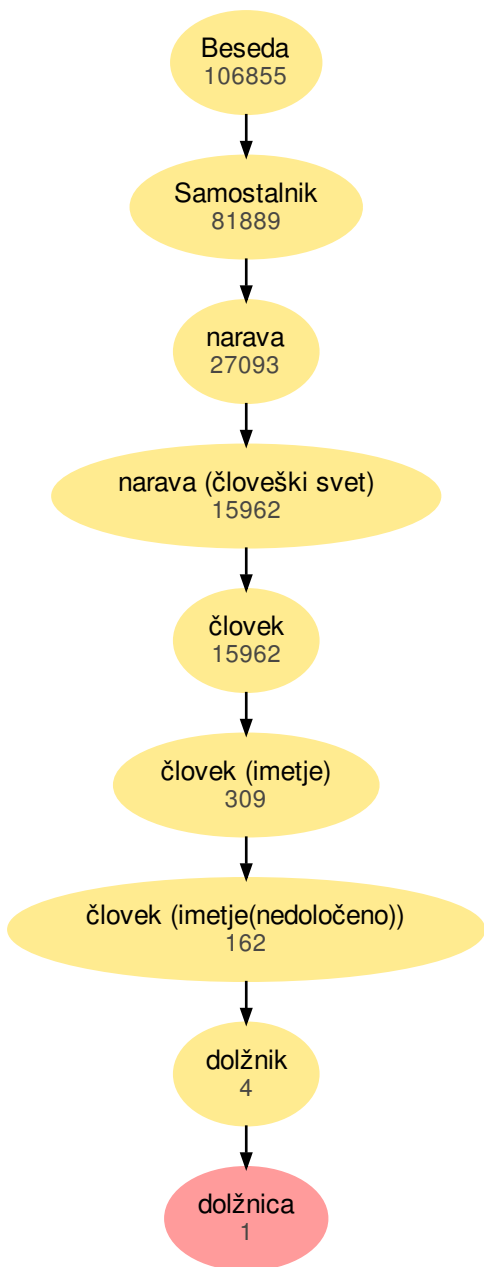 Beseda
106855
Samostalnik
81889
narava
27093
narava (človeški svet)
15962
človek
15962
človek (imetje)
309
človek (imetje(nedoločeno))
162
dolžnik
4
dolžnica
1